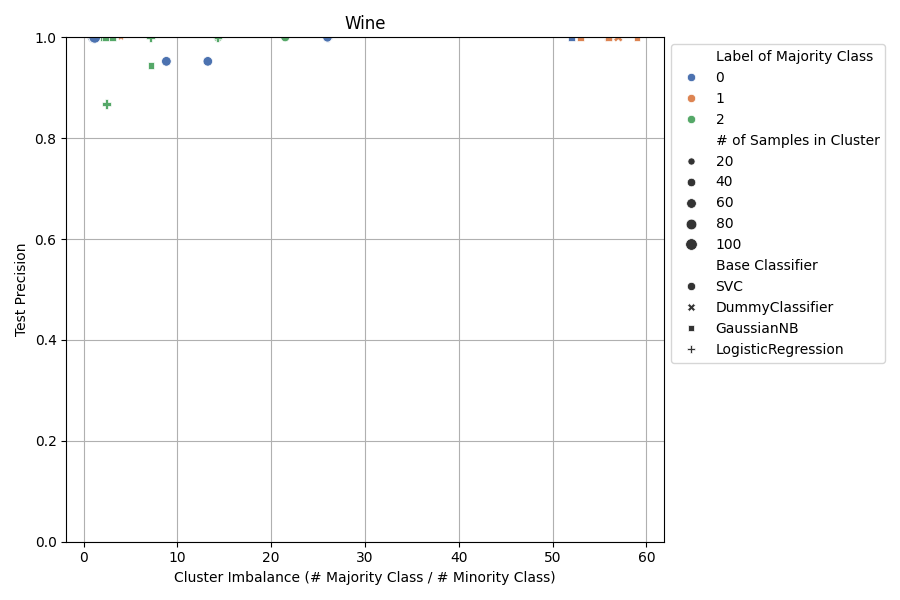 Wine
Test Precision
1.0
0.8
0.6
0.4
0.2
0.0
0 10 20 30 40 50 60
Cluster Imbalance (# Majority Class / # Minority Class)
Label of Majority Class
0
1
2
# of Samples in Cluster
20
40
60
80
100
Base Classifier
SVC
DummyClassifier
GaussianNB
LogisticRegression